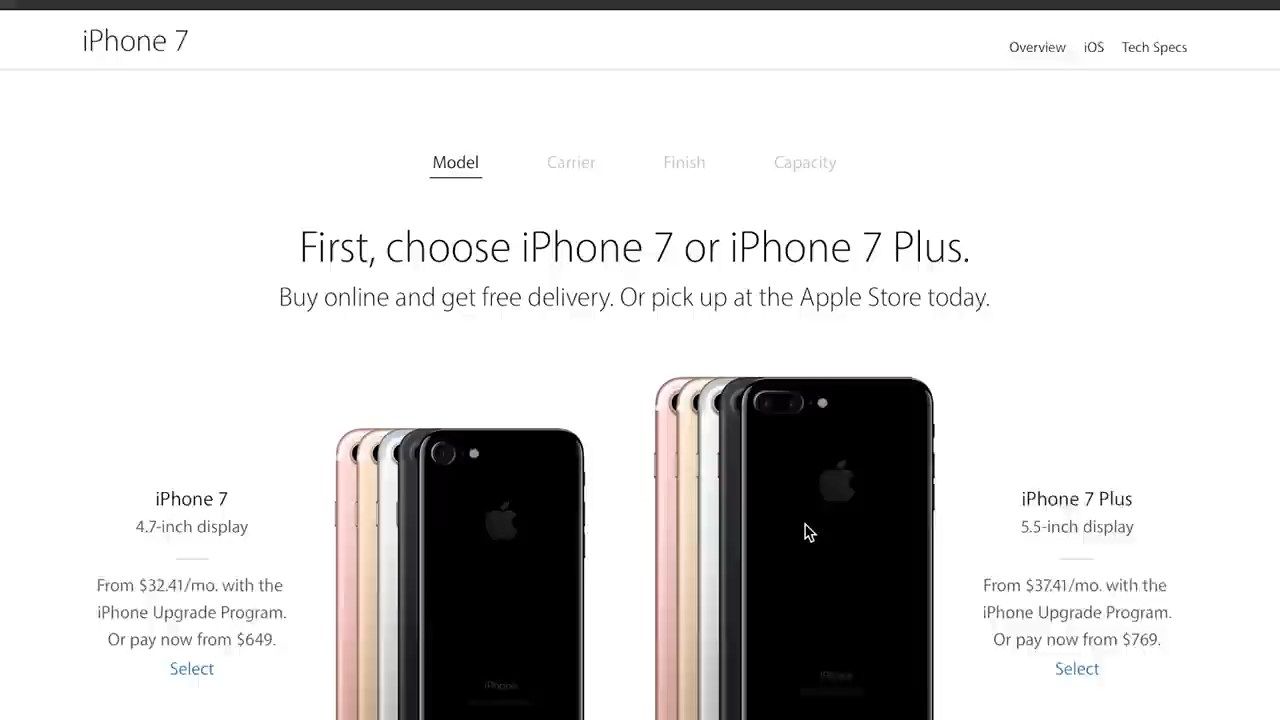 iPhone 7
Overview iOS Tech Specs
Model Carrier Finish Capacity
First, choose iPhone 7 or iPhone 7 Plus.
Buy online and get free delivery. Or pick up at the Apple Store today.
iPhone 7
4.7-inch display
From $32.41/mo. with the
iPhone Upgrade Program.
Or pay now from $649.
Select
iPhone
iPhone
iPhone 7 Plus
5.5-inch display
From $37.41/mo. with the
iPhone Upgrade Program.
Or pay now from $769.
Select